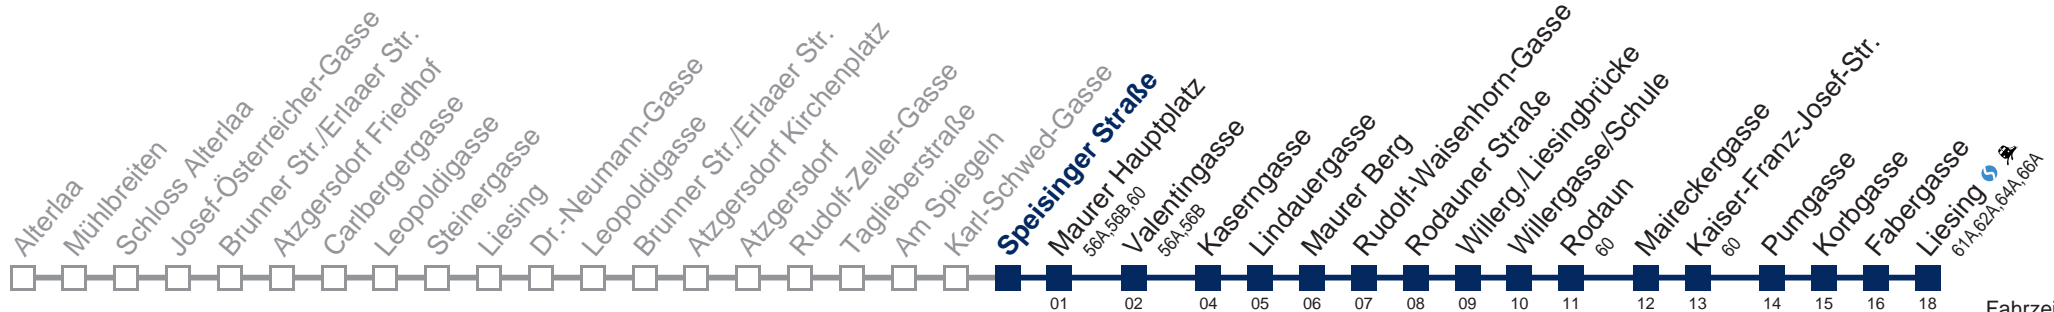 Alterlaa
Mühlbreiten
Schloss Alterlaa
Josef-Österreicher-Gasse
Brunner Str./Erlaaer Str.
Atzgersdorf Friedhof
Carlbergergasse
Leopoldigasse
Steinergasse
Liesing
Dr.-Neumann-Gasse
Leopoldigasse
Brunner Str./Erlaaer Str.
Atzgersdorf Kirchenplatz
Atzgersdorf
Rudolf-Zeller-Gasse
Taglieberstraße
Am Spiegeln
Karl-Schwed-Gasse
Speisinger Straße
Maurer Hauptplatz
56A,56B,60
Valentingasse
56A,56B
Kaserngasse
Lindauergasse
Maurer Berg
Rudolf-Waisenhorn-Gasse
Rodauner Straße
Willerg./Liesingbrücke
Willergasse/Schule
Rodaun
60
Maireckergasse
Kaiser-Franz-Josef-Str.
60
Pumgasse
Korbgasse
Fabergasse
Liesing
61A,62A,64A,66A
01 02 04 05 06 07 08 09 10 11 12 13 14 15 16 18
Fahrzei